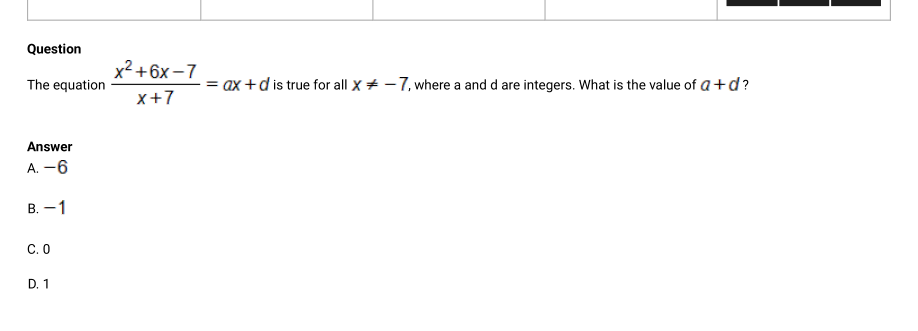 Question
The equation x²+6x−7 / x+7 = ax+d is true for all x ≠ −7, where a and d are integers. What is the value of a+d?
Answer
A. −6
B. −1
C. 0
D. 1